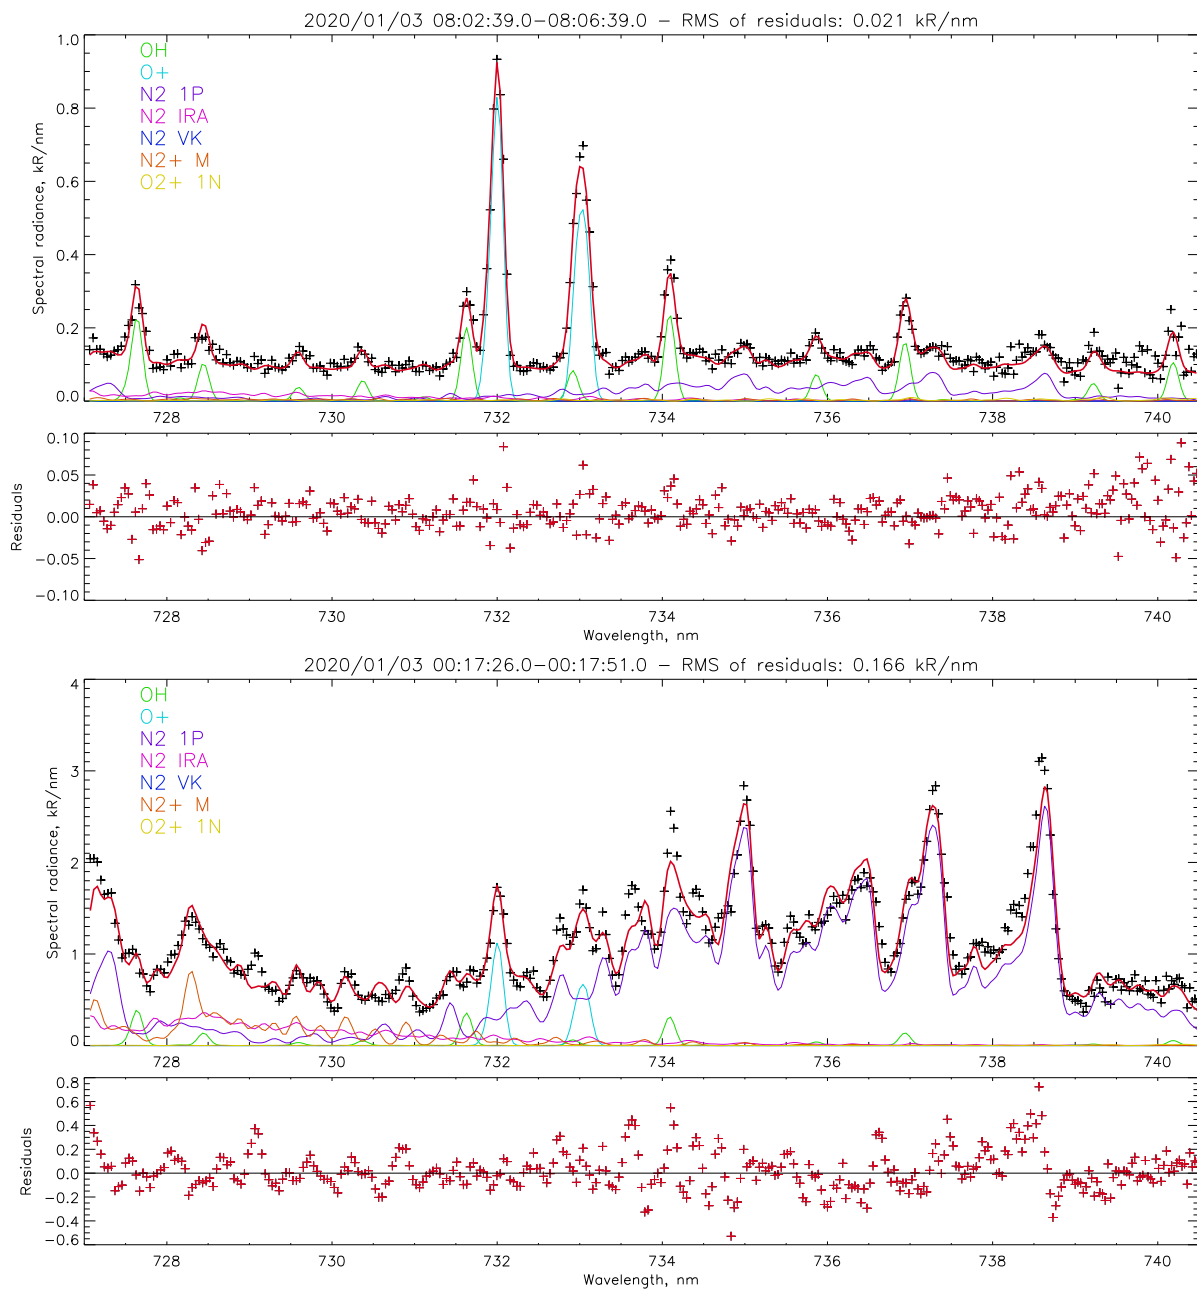 2020/01/03 08:02:39.0−08:06:39.0 − RMS of residuals: 0.021 kR/nm
1.0
0.8
0.6
0.4
0.2
0.0
Spectral radiance, kR/nm
OH
O+
N2 1P
N2 IRA
N2 VK
N2+ M
O2+ 1N
728 730 732 734 736 738 740
0.10
0.05
0.00
−0.05
−0.10
Residuals
728 730 732 734 736 738 740
Wavelength, nm
2020/01/03 00:17:26.0−00:17:51.0 − RMS of residuals: 0.166 kR/nm
4
3
2
1
0
Spectral radiance, kR/nm
OH
O+
N2 1P
N2 IRA
N2 VK
N2+ M
O2+ 1N
728 730 732 734 736 738 740
0.8
0.6
0.4
0.2
0.0
−0.2
−0.4
−0.6
Residuals
728 730 732 734 736 738 740
Wavelength, nm